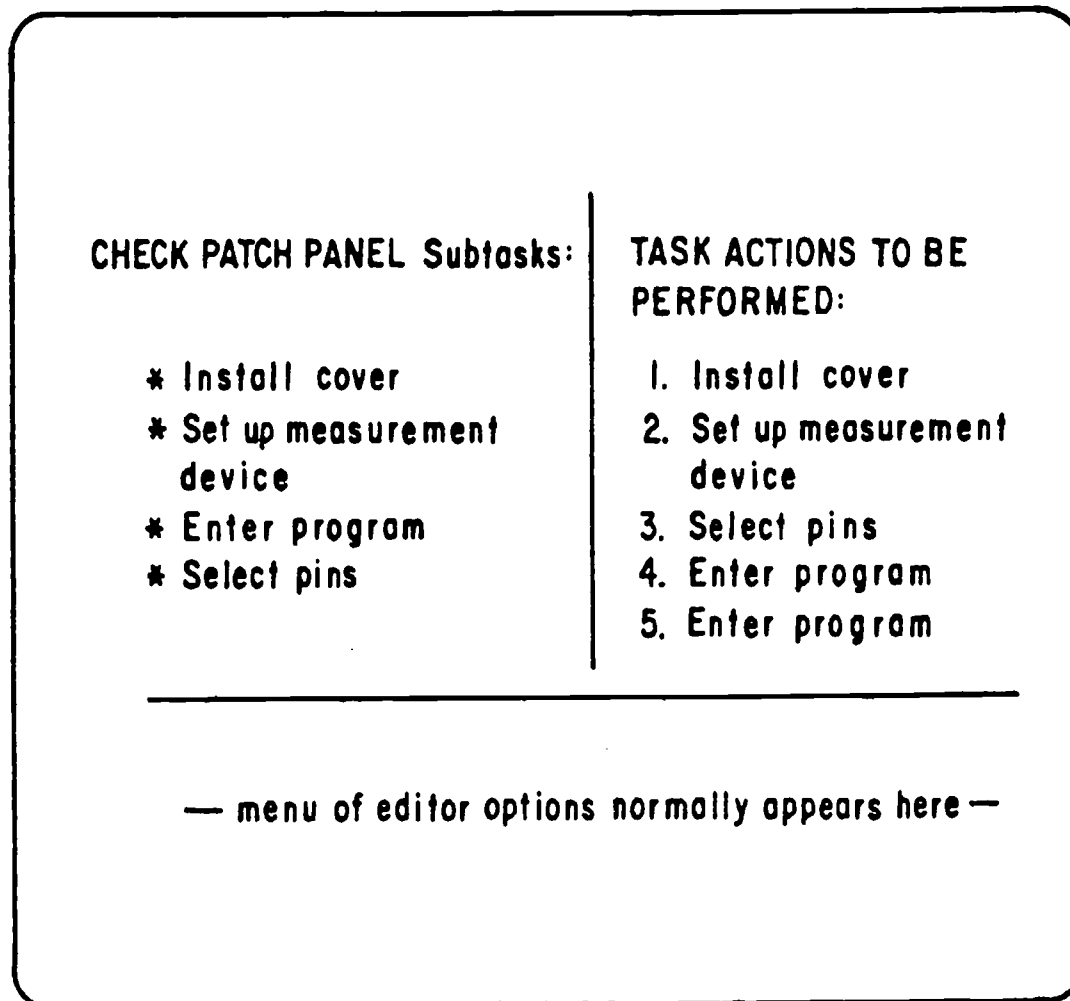 CHECK PATCH PANEL Subtasks:
* Install cover
* Set up measurement
device
* Enter program
* Select pins
TASK ACTIONS TO BE
PERFORMED:
1. Install cover
2. Set up measurement
device
3. Select pins
4. Enter program
5. Enter program
— menu of editor options normally appears here —